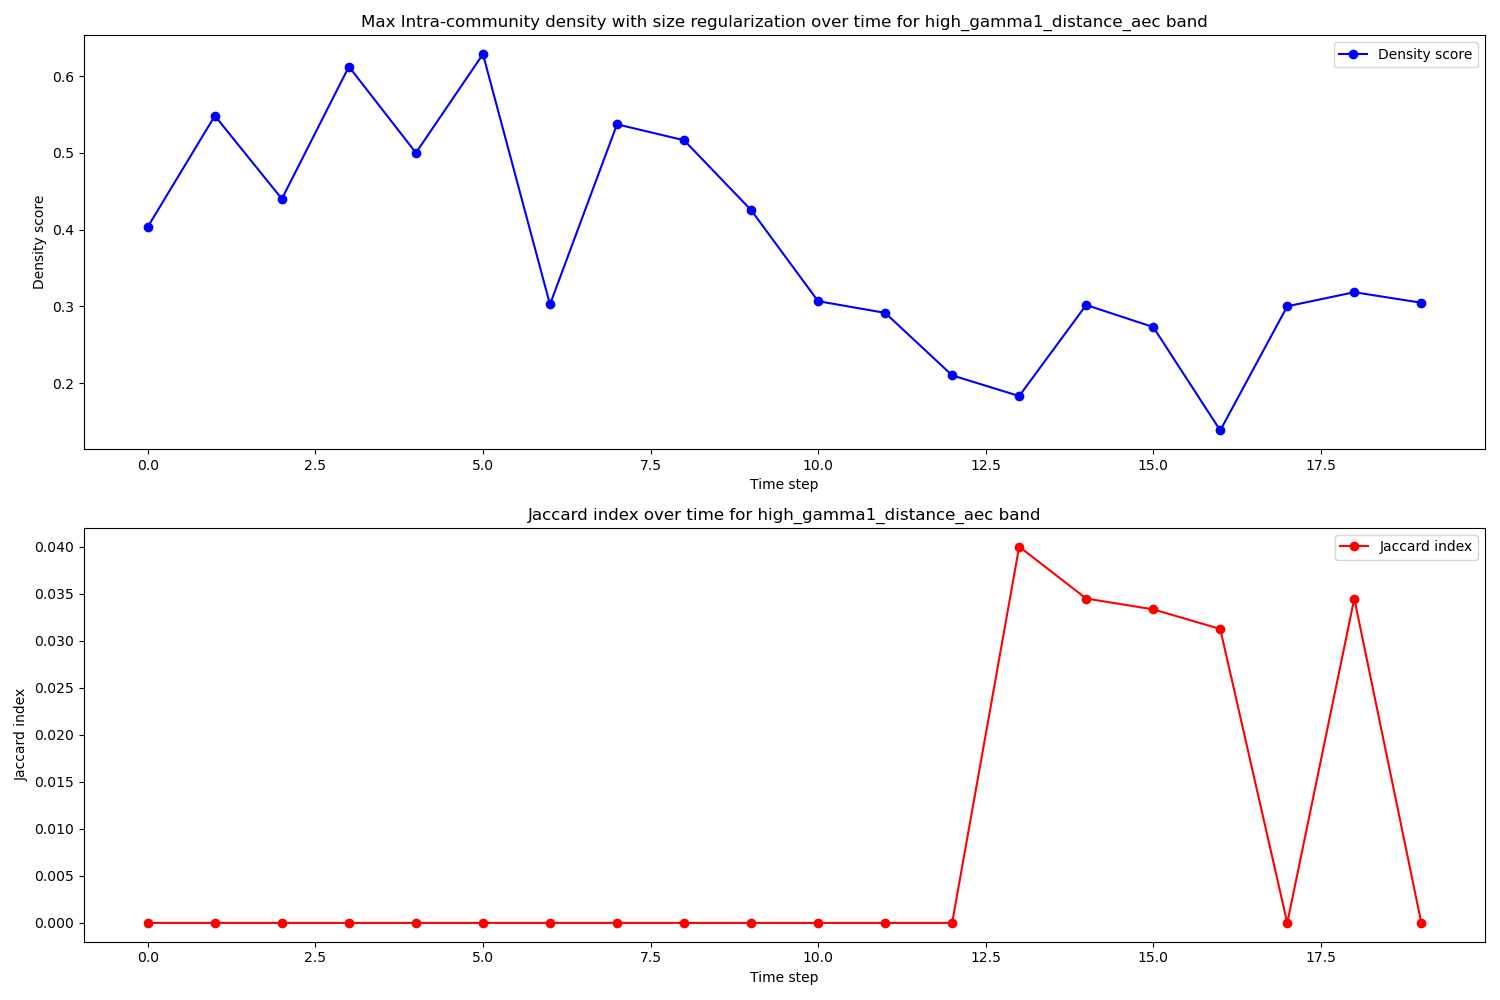 Max Intra-community density with size regularization over time for high_gamma1_distance_aec band
Density score
0.6
0.5
0.4
0.3
0.2
Density score
0.0 2.5 5.0 7.5 10.0 12.5 15.0 17.5
Time step
Jaccard index over time for high_gamma1_distance_aec band
Jaccard index
0.040
0.035
0.030
0.025
0.020
0.015
0.010
0.005
0.000
Jaccard index
0.0 2.5 5.0 7.5 10.0 12.5 15.0 17.5
Time step